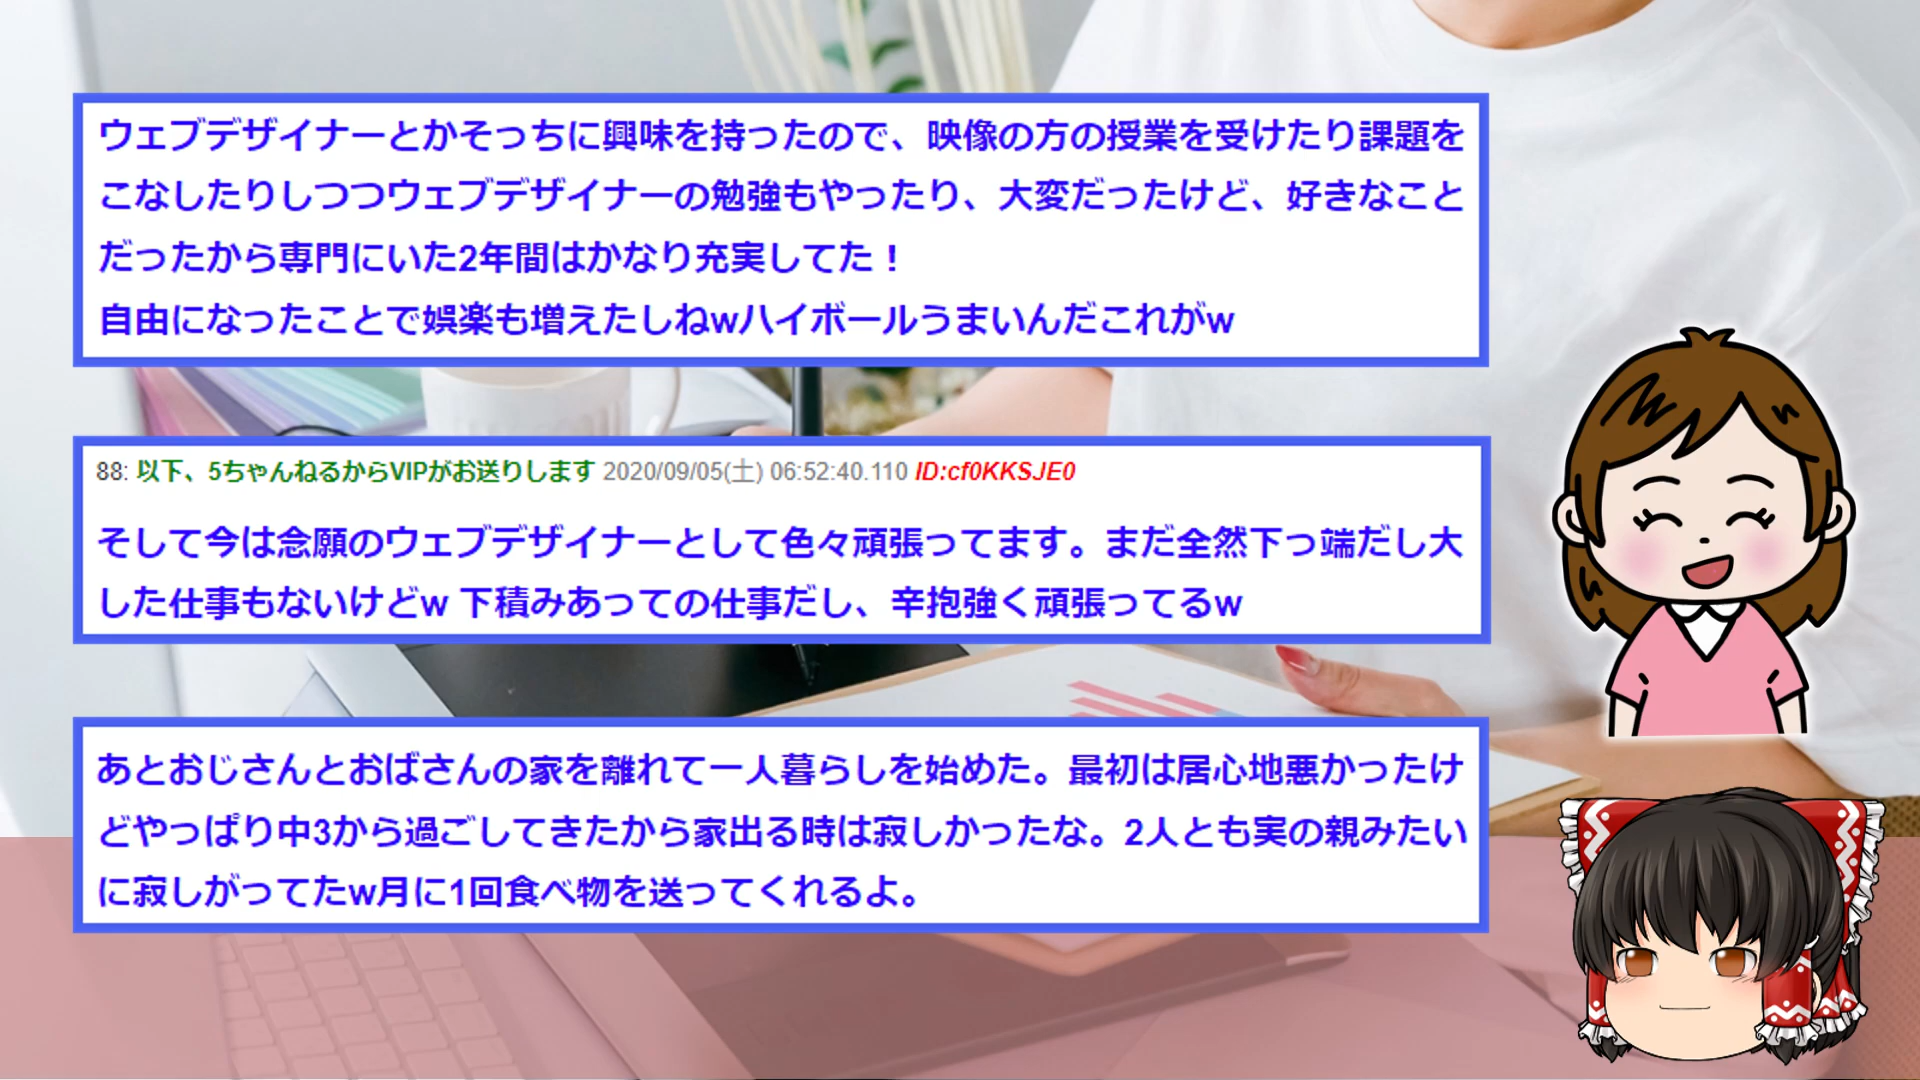 ウェブデザイナーとかそっちに興味を持ったので、映像の方の授業を受けたり課題を
こなしたりしつつウェブデザイナーの勉強もやったり、大変だったけど、好きなこと
だったから専門にいた2年間はかなり充実してた！
自由になったことで娯楽も増えたしねwハイボールうまいんだこれがw
88: 以下、5ちゃんねるからVIPがお送りします 2020/09/05(土) 06:52:40.110 ID:cf0KKSJE0
そして今は念願のウェブデザイナーとして色々頑張ってます。まだ全然下っ端だし大
した仕事もないけどw 下積みあっての仕事だし、辛抱強く頑張ってるw
あとおじさんとおばさんの家を離れて一人暮らしを始めた。最初は居心地悪かったけ
どやっぱり中3から過ごしてきたから家出る時は寂しかったな。2人とも実の親みたい
に寂しがってたw月に1回食べ物を送ってくれるよ。